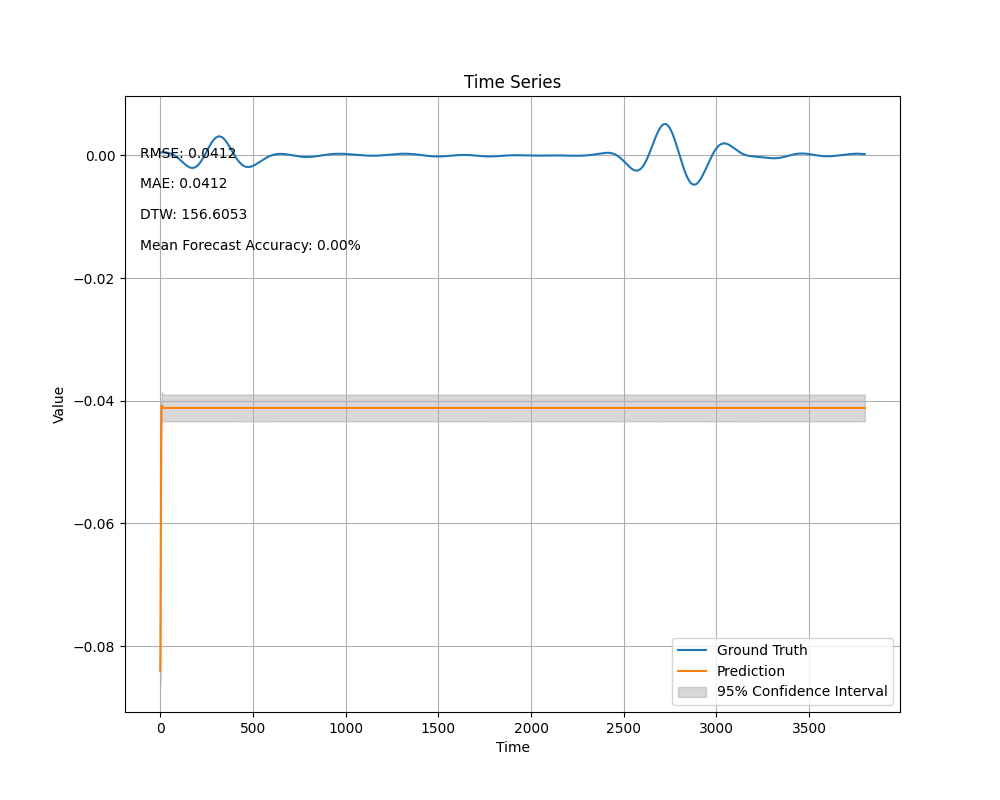 Time Series
0.00
−0.02
−0.04
−0.06
−0.08
Value
RMSE: 0.0412
MAE: 0.0412
DTW: 156.6053
Mean Forecast Accuracy: 0.00%
Ground Truth
Prediction
95% Confidence Interval
0 500 1000 1500 2000 2500 3000 3500
Time